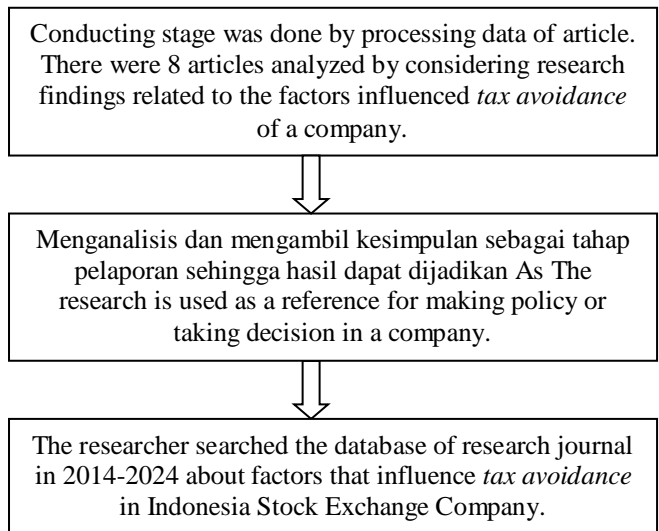 Conducting stage was done by processing data of article.
There were 8 articles analyzed by considering research
findings related to the factors influenced tax avoidance
of a company.
Menganalisis dan mengambil kesimpulan sebagai tahap
pelaporan sehingga hasil dapat dijadikan As The
research is used as a reference for making policy or
taking decision in a company.
The researcher searched the database of research journal
in 2014-2024 about factors that influence tax avoidance
in Indonesia Stock Exchange Company.